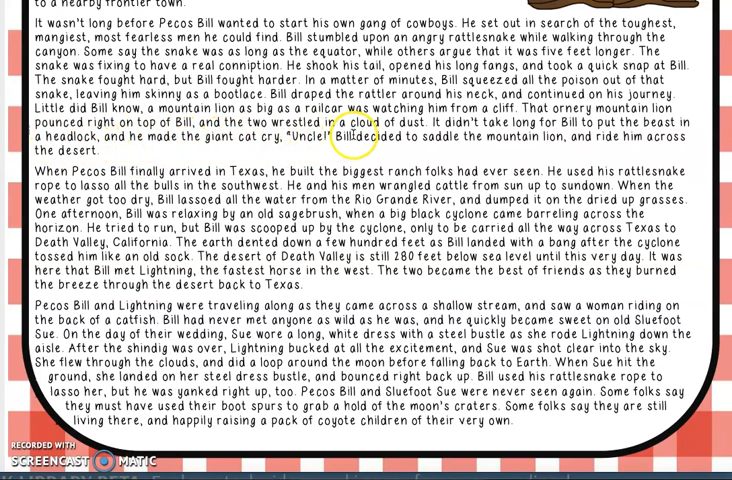 to a nearby frontier town.
It wasn't long before Pecos Bill wanted to start his own gang of cowboys. He set out in search of the toughest,
mangiest, most fearless men he could find. Bill stumbled upon an angry rattlesnake while walking through the
canyon. Some say the snake was as long as the equator, while others argue that it was five feet longer. The
snake was fixing to have a real conniption. He shook his tail, opened his long fangs, and took a quick snap at Bill.
The snake fought hard, but Bill fought harder. In a matter of minutes, Bill squeezed all the poison out of that
snake, leaving him skinny as a bootlace. Bill draped the rattler around his neck, and continued on his journey.
Little did Bill know, a mountain lion as big as a railcar was watching him from a cliff. That ornery mountain lion
pounced right on top of Bill, and the two wrestled in a cloud of dust. It didn't take long for Bill to put the beast in
a headlock, and he made the giant cat cry, "Uncle!" Bill decided to saddle the mountain lion, and ride him across
the desert.
When Pecos Bill finally arrived in Texas, he built the biggest ranch folks had ever seen. He used his rattlesnake
rope to lasso all the bulls in the southwest. He and his men wrangled cattle from sun up to sundown. When the
weather got too dry, Bill lassoed all the water from the Rio Grande River, and dumped it on the dried up grasses.
One afternoon, Bill was relaxing by an old sagebrush, when a big black cyclone came barreling across the
horizon. He tried to run, but Bill was scooped up by the cyclone, only to be carried all the way across Texas to
Death Valley, California. The earth dented down a few hundred feet as Bill landed with a bang after the cyclone
tossed him like an old sock. The desert of Death Valley is still 280 feet below sea level until this very day. It was
here that Bill met Lightning, the fastest horse in the west. The two became the best of friends as they burned
the breeze through the desert back to Texas.
Pecos Bill and Lightning were traveling along as they came across a shallow stream, and saw a woman riding on
the back of a catfish. Bill had never met anyone as wild as he was, and he quickly became sweet on old Sluefoot
Sue. On the day of their wedding, Sue wore a long, white dress with a steel bustle as she rode Lightning down the
aisle. After the shindig was over, Lightning bucked at all the excitement, and Sue was shot clear into the sky.
She flew through the clouds, and did a loop around the moon before falling back to Earth. When Sue hit the
ground, she landed on her steel dress bustle, and bounced right back up. Bill used his rattlesnake rope to
lasso her, but he was yanked right up, too. Pecos Bill and Sluefoot Sue were never seen again. Some folks say
they must have used their boot spurs to grab a hold of the moon's craters. Some folks say they are still
living there, and happily raising a pack of coyote children of their very own.
RECORDED WITH
SCREENCAST MATIC